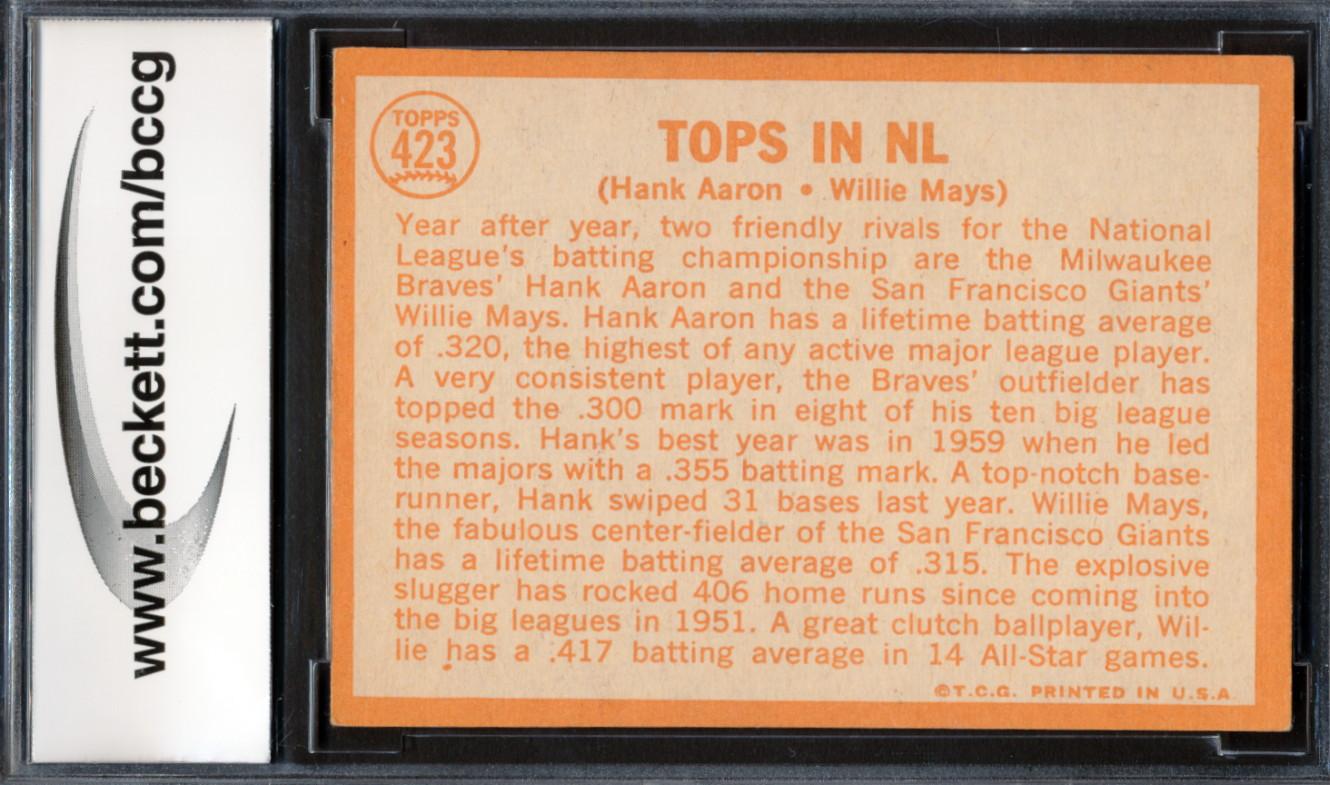 www.beckett.com/bccg
TOPPS
423
TOPS IN NL
(Hank Aaron • Willie Mays)
Year after year, two friendly rivals for the National
League's batting championship are the Milwaukee
Braves' Hank Aaron and the San Francisco Giants'
Willie Mays. Hank Aaron has a lifetime batting average
of .320, the highest of any active major league player.
A very consistent player, the Braves' outfielder has
topped the .300 mark in eight of his ten big league
seasons. Hank's best year was in 1959 when he led
the majors with a .355 batting mark. A top-notch base-
runner, Hank swiped 31 bases last year. Willie Mays,
the fabulous center-fielder of the San Francisco Giants
has a lifetime batting average of .315. The explosive
slugger has rocked 406 home runs since coming into
the big leagues in 1951. A great clutch ballplayer, Wil-
lie has a .417 batting average in 14 All-Star games.
©T.C.G. PRINTED IN U.S.A.